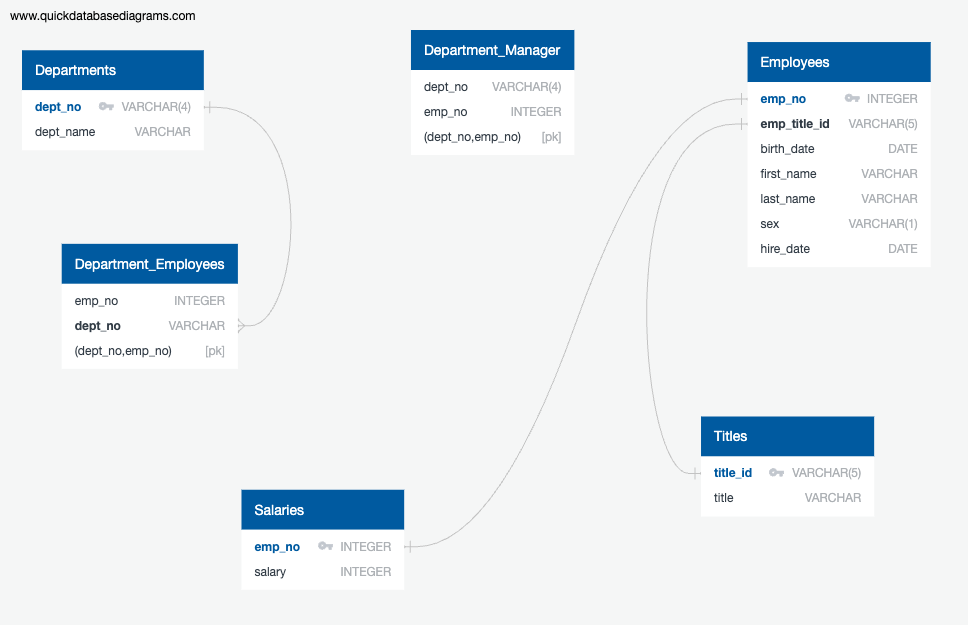 www.quickdatabasediagrams.com
Departments
dept_no VARCHAR(4)
dept_name VARCHAR
Department_Manager
dept_no VARCHAR(4)
emp_no INTEGER
(dept_no,emp_no) [pk]
Employees
emp_no INTEGER
emp_title_id VARCHAR(5)
birth_date DATE
first_name VARCHAR
last_name VARCHAR
sex VARCHAR(1)
hire_date DATE
Department_Employees
emp_no INTEGER
dept_no VARCHAR
(dept_no,emp_no) [pk]
Titles
title_id VARCHAR(5)
title VARCHAR
Salaries
emp_no INTEGER
salary INTEGER